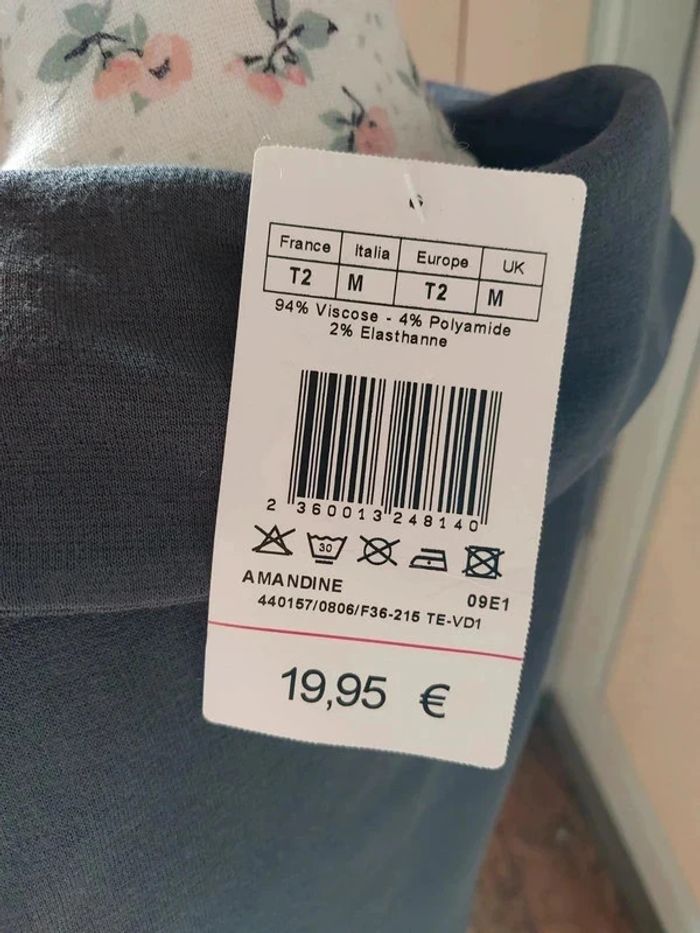 France Italia Europe UK
T2 M T2 M
94% Viscose - 4% Polyamide
2% Elasthanne
2 360013 248140
30
AMANDINE 09E1
440157/0806/F36-215 TE-VD1
19,95 €